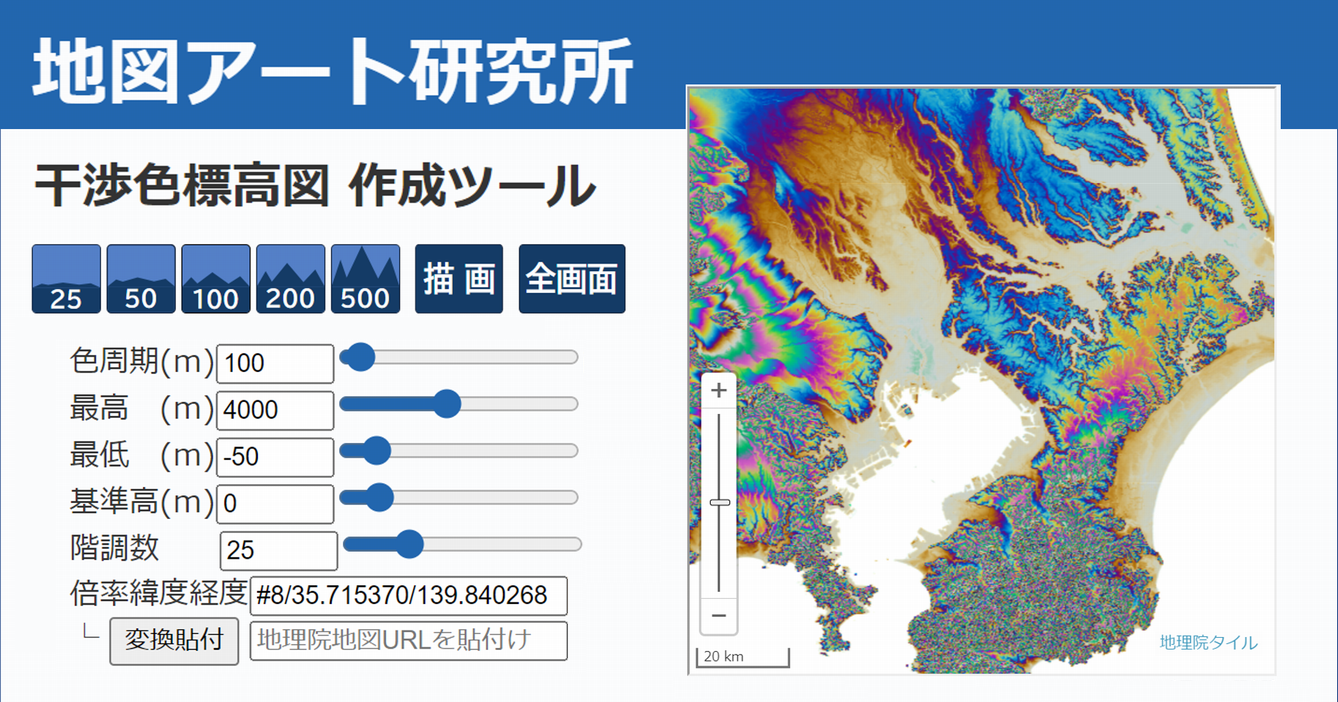 地図アート研究所
干渉色標高図 作成ツール
25 50 100 200 500 描画 全画面
色周期(m) 100
最高 (m) 4000
最低 (m) -50
基準高(m) 0
階調数 25
倍率緯度経度 #8/35.715370/139.840268
変換貼付 地理院地図URLを貼付け
+
−
20 km
地理院タイル